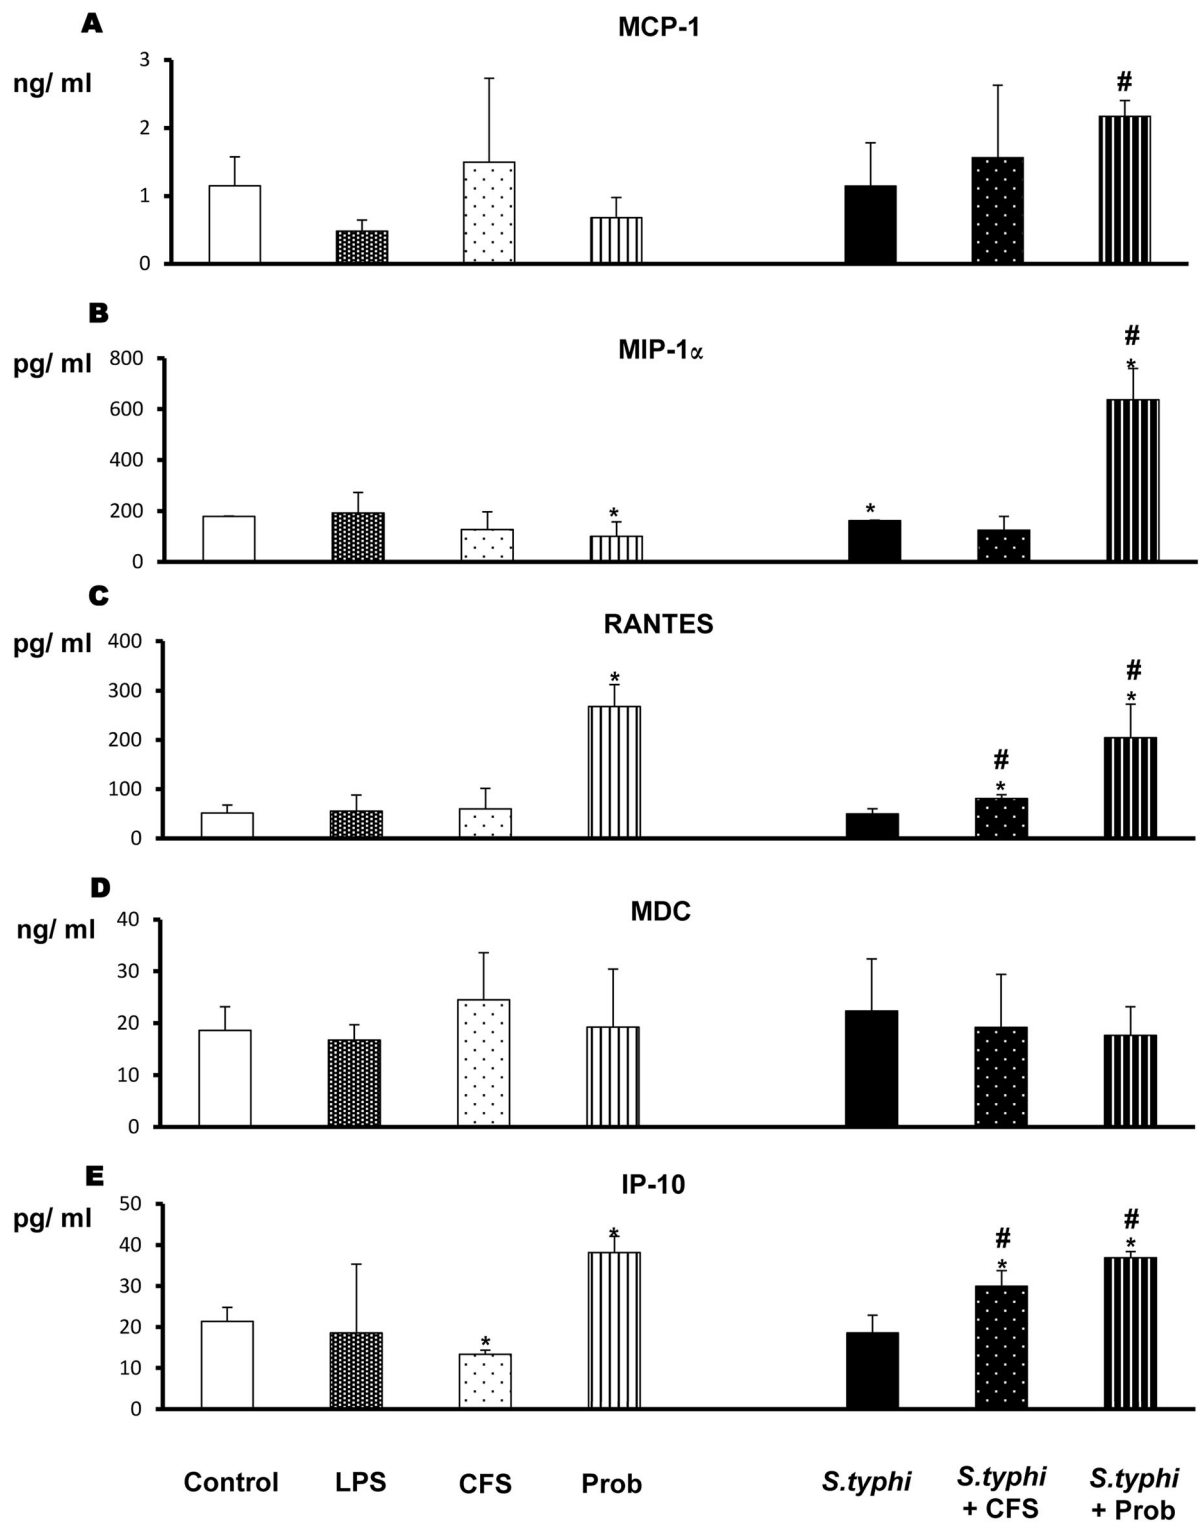 A
MCP-1
ng/ ml
3
2
1
0
#
B
MIP-1α
pg/ ml
800
600
400
200
0
*
*
#
*
C
RANTES
pg/ ml
400
300
200
100
0
*
#
*
#
*
D
MDC
ng/ ml
40
30
20
10
0
E
IP-10
pg/ ml
50
40
30
20
10
0
*
*
#
*
#
*
Control LPS CFS Prob S.typhi S.typhi + CFS S.typhi + Prob